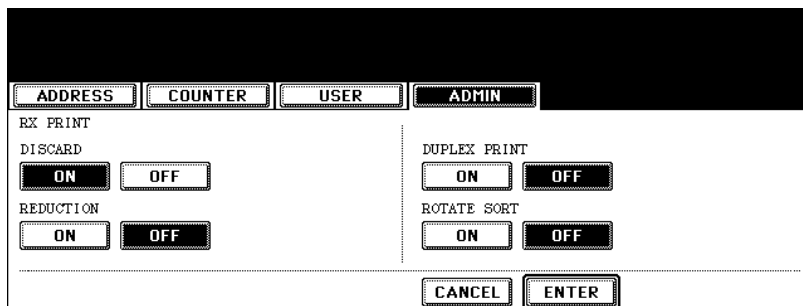 ADDRESS COUNTER USER ADMIN
RX PRINT
DISCARD
ON OFF
REDUCTION
ON OFF
DUPLEX PRINT
ON OFF
ROTATE SORT
ON OFF
CANCEL ENTER